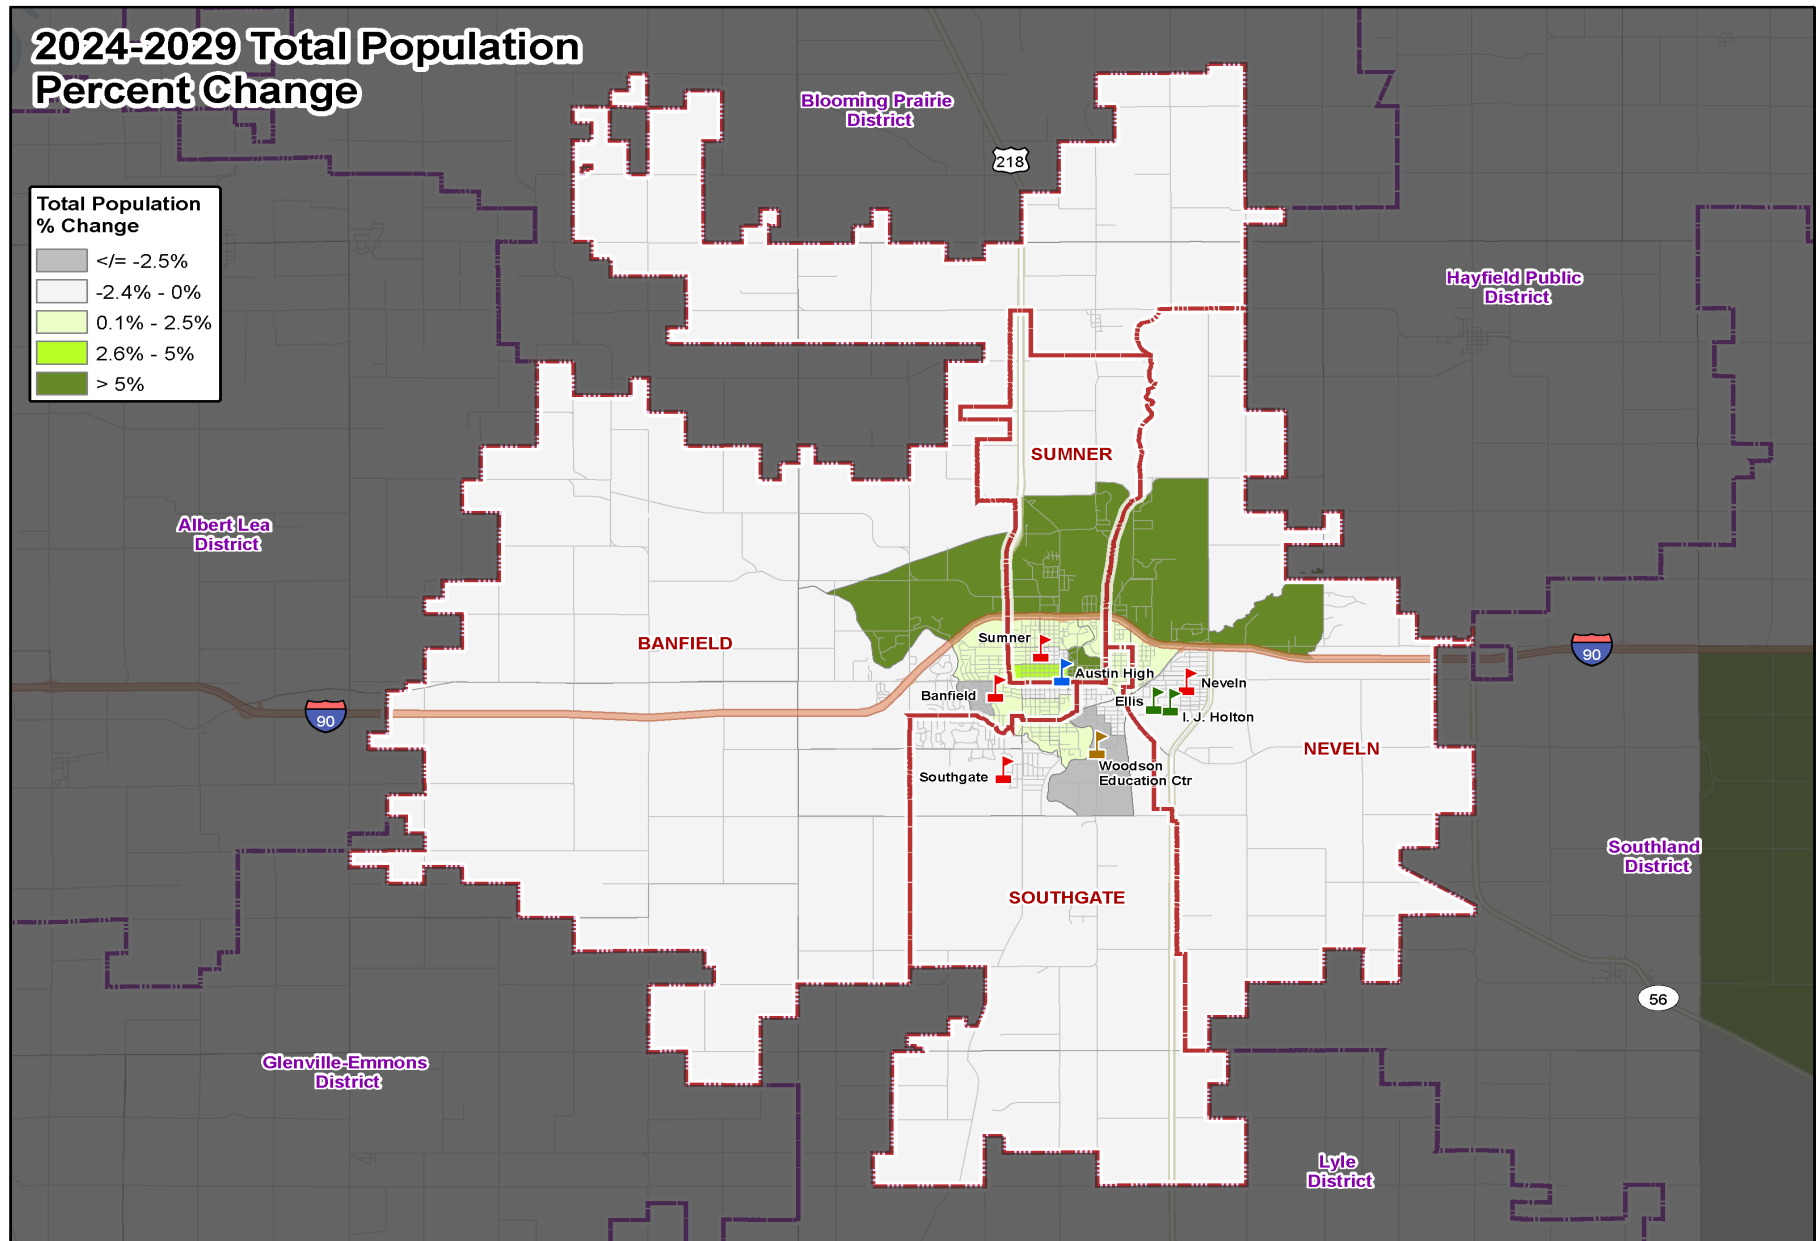 2024-2029 Total Population
Percent Change
Blooming Prairie
District
218
Total Population
% Change
</= -2.5%
-2.4% - 0%
0.1% - 2.5%
2.6% - 5%
> 5%
Hayfield Public
District
SUMNER
Albert Lea
District
BANFIELD
Sumner
90
Austin High
Neveln
Banfield
Ellis
I. J. Holton
90
NEVELN
Woodson
Education Ctr
Southgate
Southland
District
SOUTHGATE
56
Glenville-Emmons
District
Lyle
District